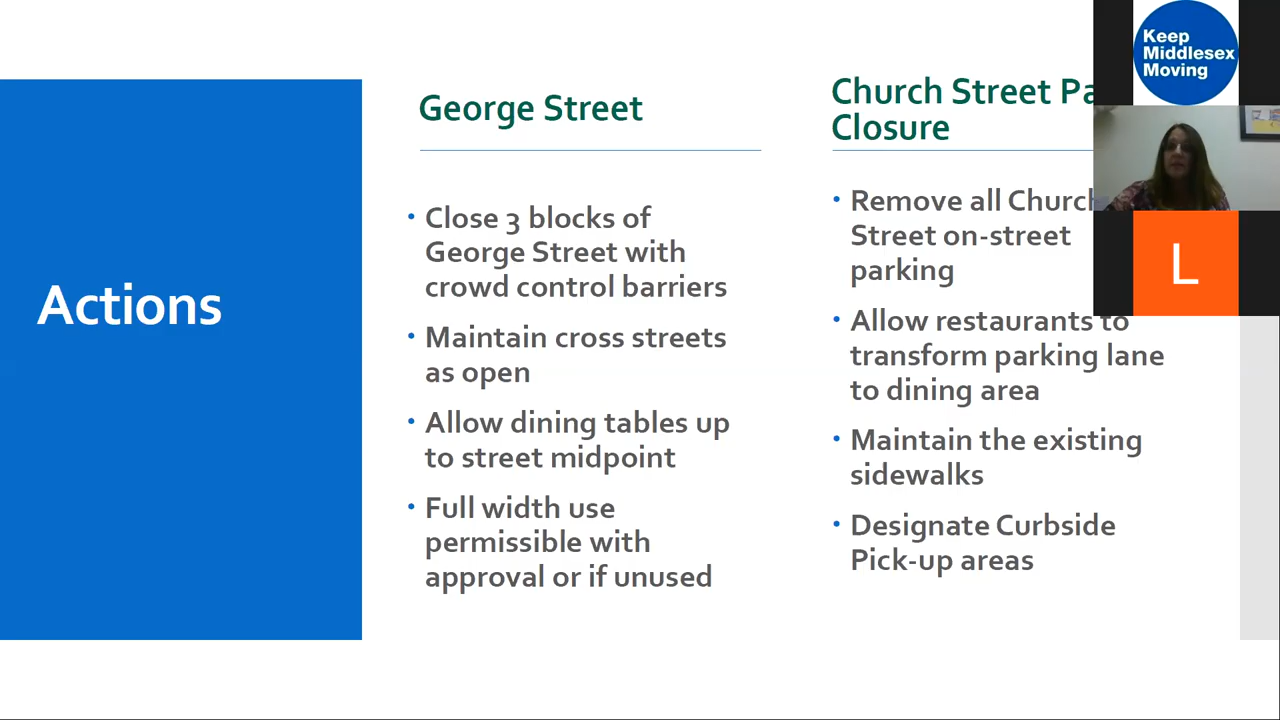 Actions
George Street
Close 3 blocks of
George Street with
crowd control barriers
Maintain cross streets
as open
Allow dining tables up
to street midpoint
Full width use
permissible with
approval or if unused
Church Street
Closure
Remove all Church
Street on-street
parking
Allow restaurants to
transform parking lane
to dining area
Maintain the existing
sidewalks
Designate Curbside
Pick-up areas
Keep
Middlesex
Moving
L